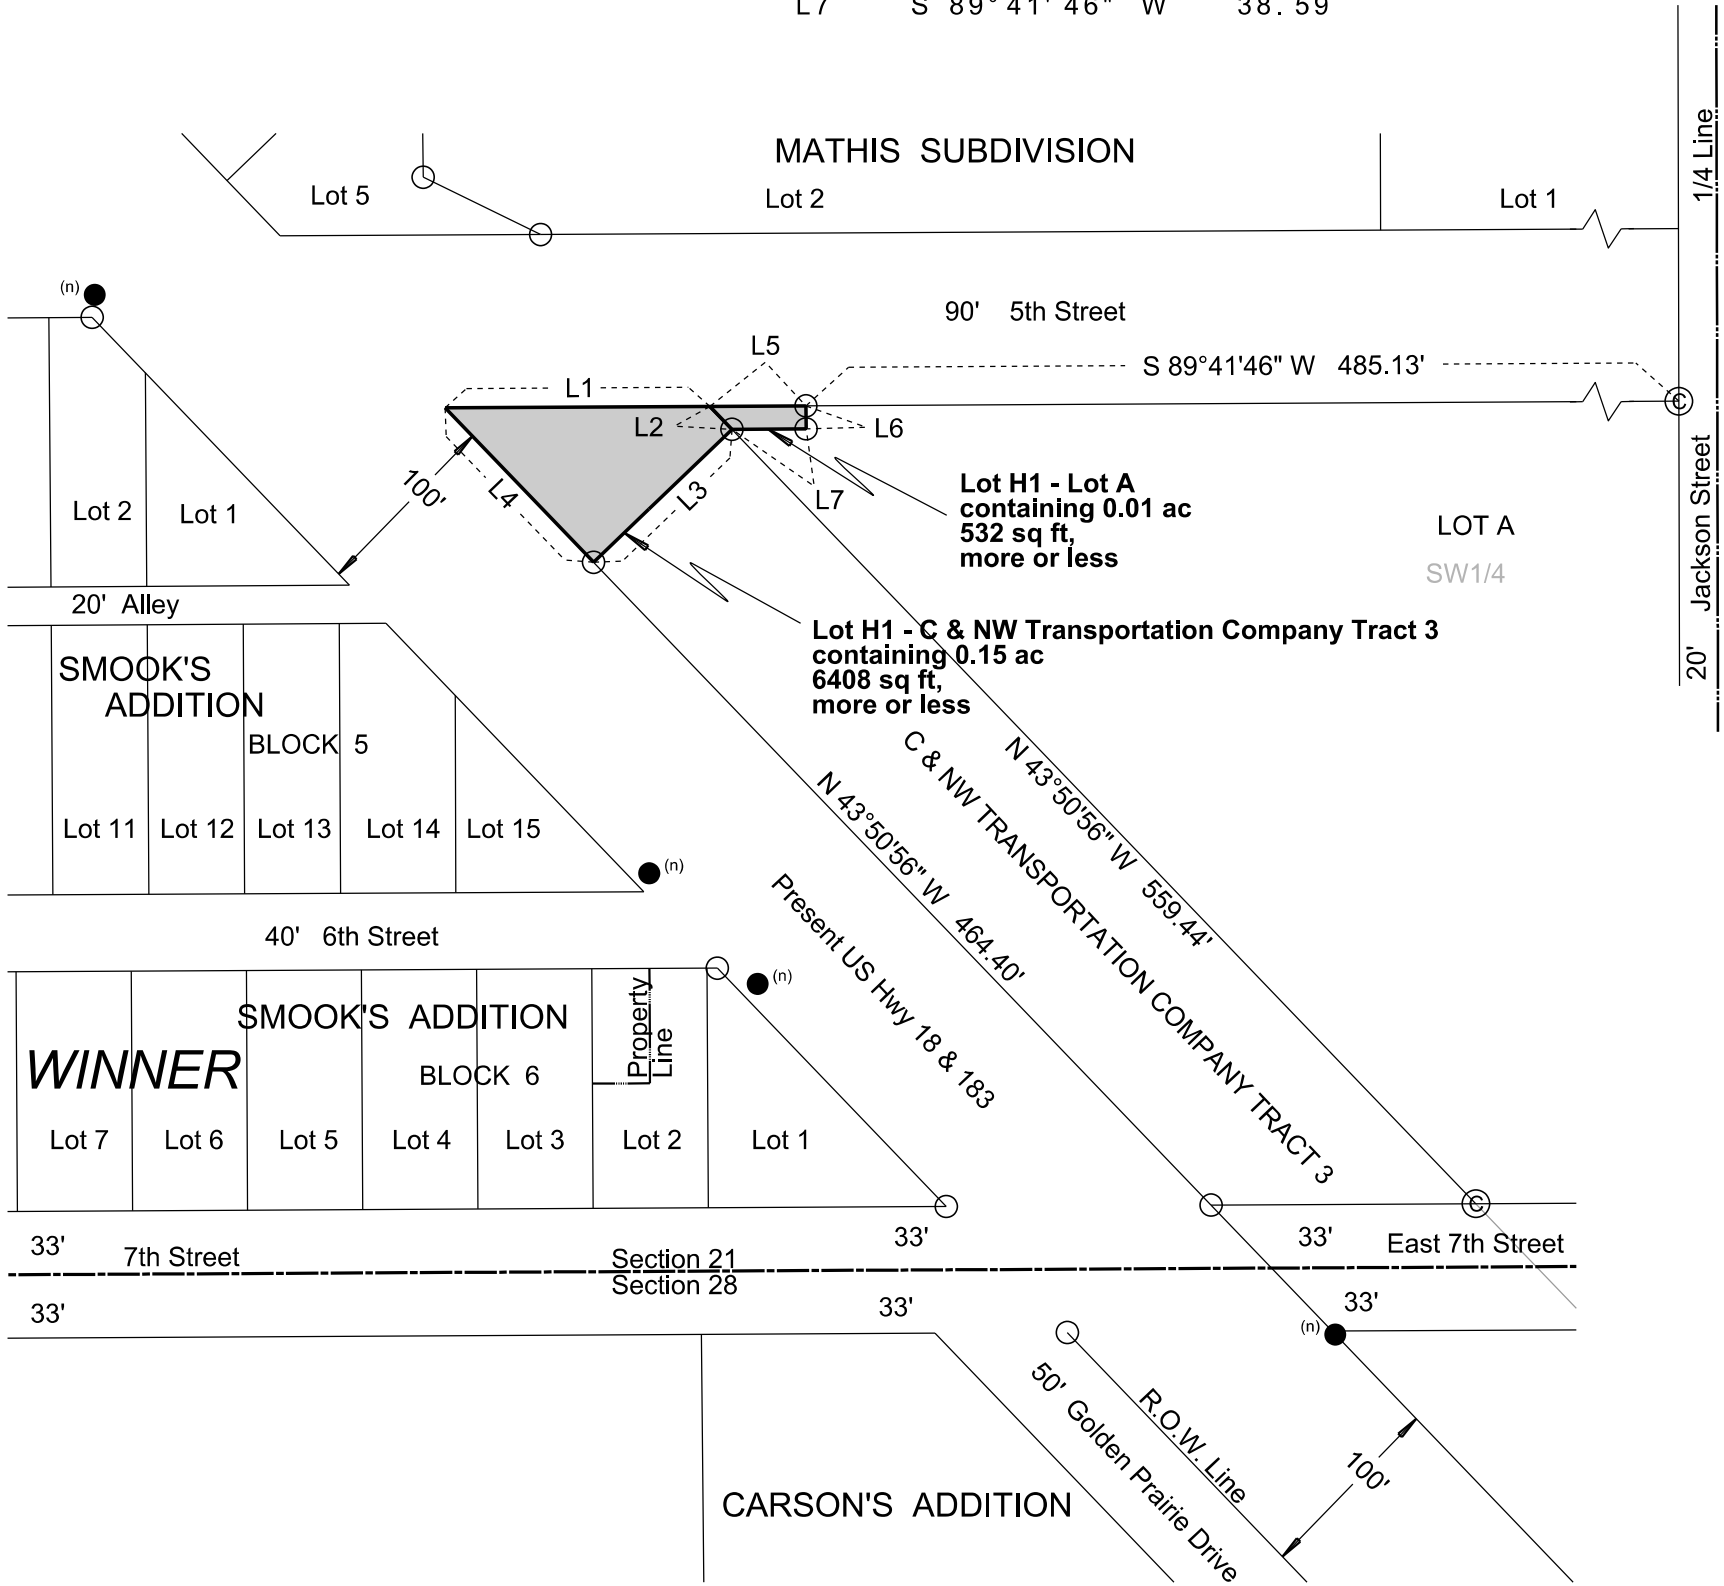 L7 S 89°41'46" W 38.59
MATHIS SUBDIVISION
1/4 Line
Lot 5
Lot 2
Lot 1
(n)
90' 5th Street
L5
S 89°41'46" W 485.13'
L1
C
L2
L6
100'
L4
L3
L7
Lot H1 - Lot A
containing 0.01 ac
532 sq ft,
more or less
Lot 2
Lot 1
LOT A
SW1/4
Jackson Street
20'
20' Alley
Lot H1 - C & NW Transportation Company Tract 3
containing 0.15 ac
6408 sq ft,
more or less
SMOOK'S
ADDITION
BLOCK 5
Lot 11
Lot 12
Lot 13
Lot 14
Lot 15
(n)
N 43°50'56" W 464.40'
C & NW TRANSPORTATION COMPANY TRACT 3
N 43°50'56" W 559.44'
Present US Hwy 18 & 183
40' 6th Street
(n)
SMOOK'S ADDITION
Property
Line
WINNER
BLOCK 6
Lot 7
Lot 6
Lot 5
Lot 4
Lot 3
Lot 2
Lot 1
C
33'
7th Street
Section 21
33'
33'
East 7th Street
33'
Section 28
33'
33'
(n)
50' Golden Prairie Drive
R.O.W. Line
100'
CARSON'S ADDITION